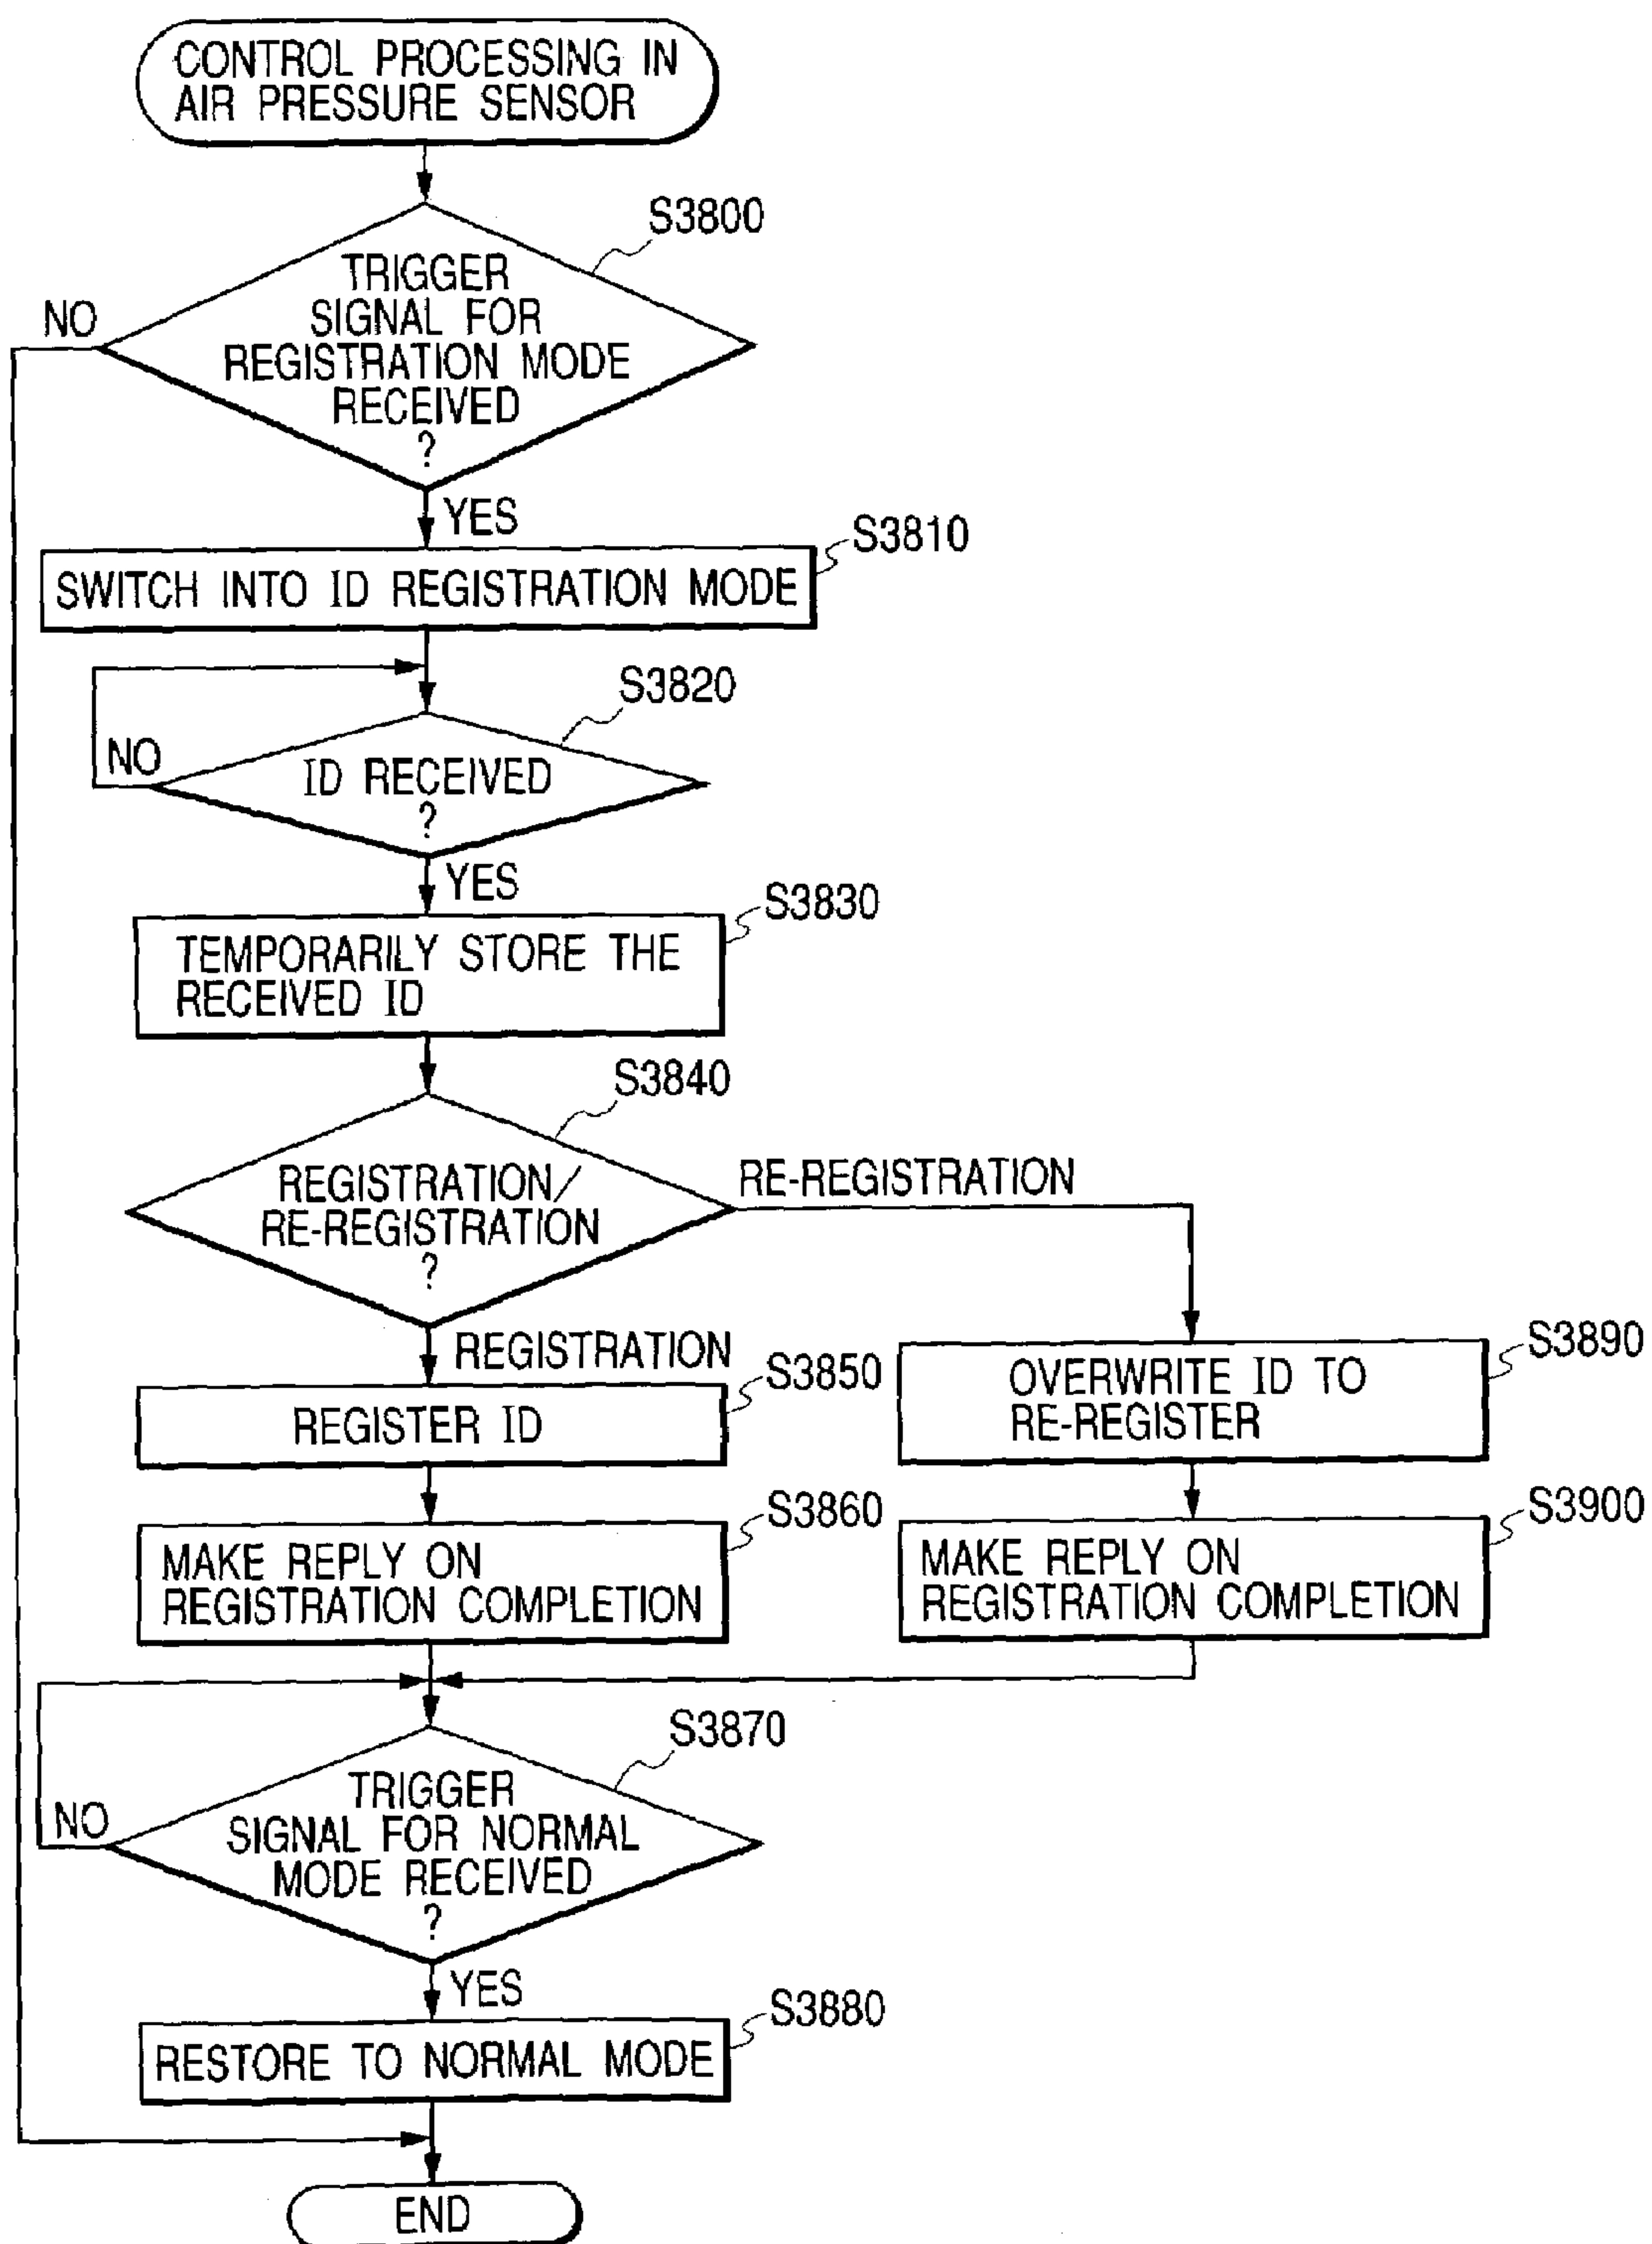 CONTROL PROCESSING IN
AIR PRESSURE SENSOR
S3800
TRIGGER
SIGNAL FOR
REGISTRATION MODE
RECEIVED
?
NO
YES
S3810
SWITCH INTO ID REGISTRATION MODE
S3820
ID RECEIVED
?
NO
YES
S3830
TEMPORARILY STORE THE
RECEIVED ID
S3840
REGISTRATION/
RE-REGISTRATION
?
RE-REGISTRATION
REGISTRATION
S3850
REGISTER ID
S3890
OVERWRITE ID TO
RE-REGISTER
S3860
MAKE REPLY ON
REGISTRATION COMPLETION
S3900
MAKE REPLY ON
REGISTRATION COMPLETION
S3870
TRIGGER
SIGNAL FOR NORMAL
MODE RECEIVED
?
NO
YES
S3880
RESTORE TO NORMAL MODE
END